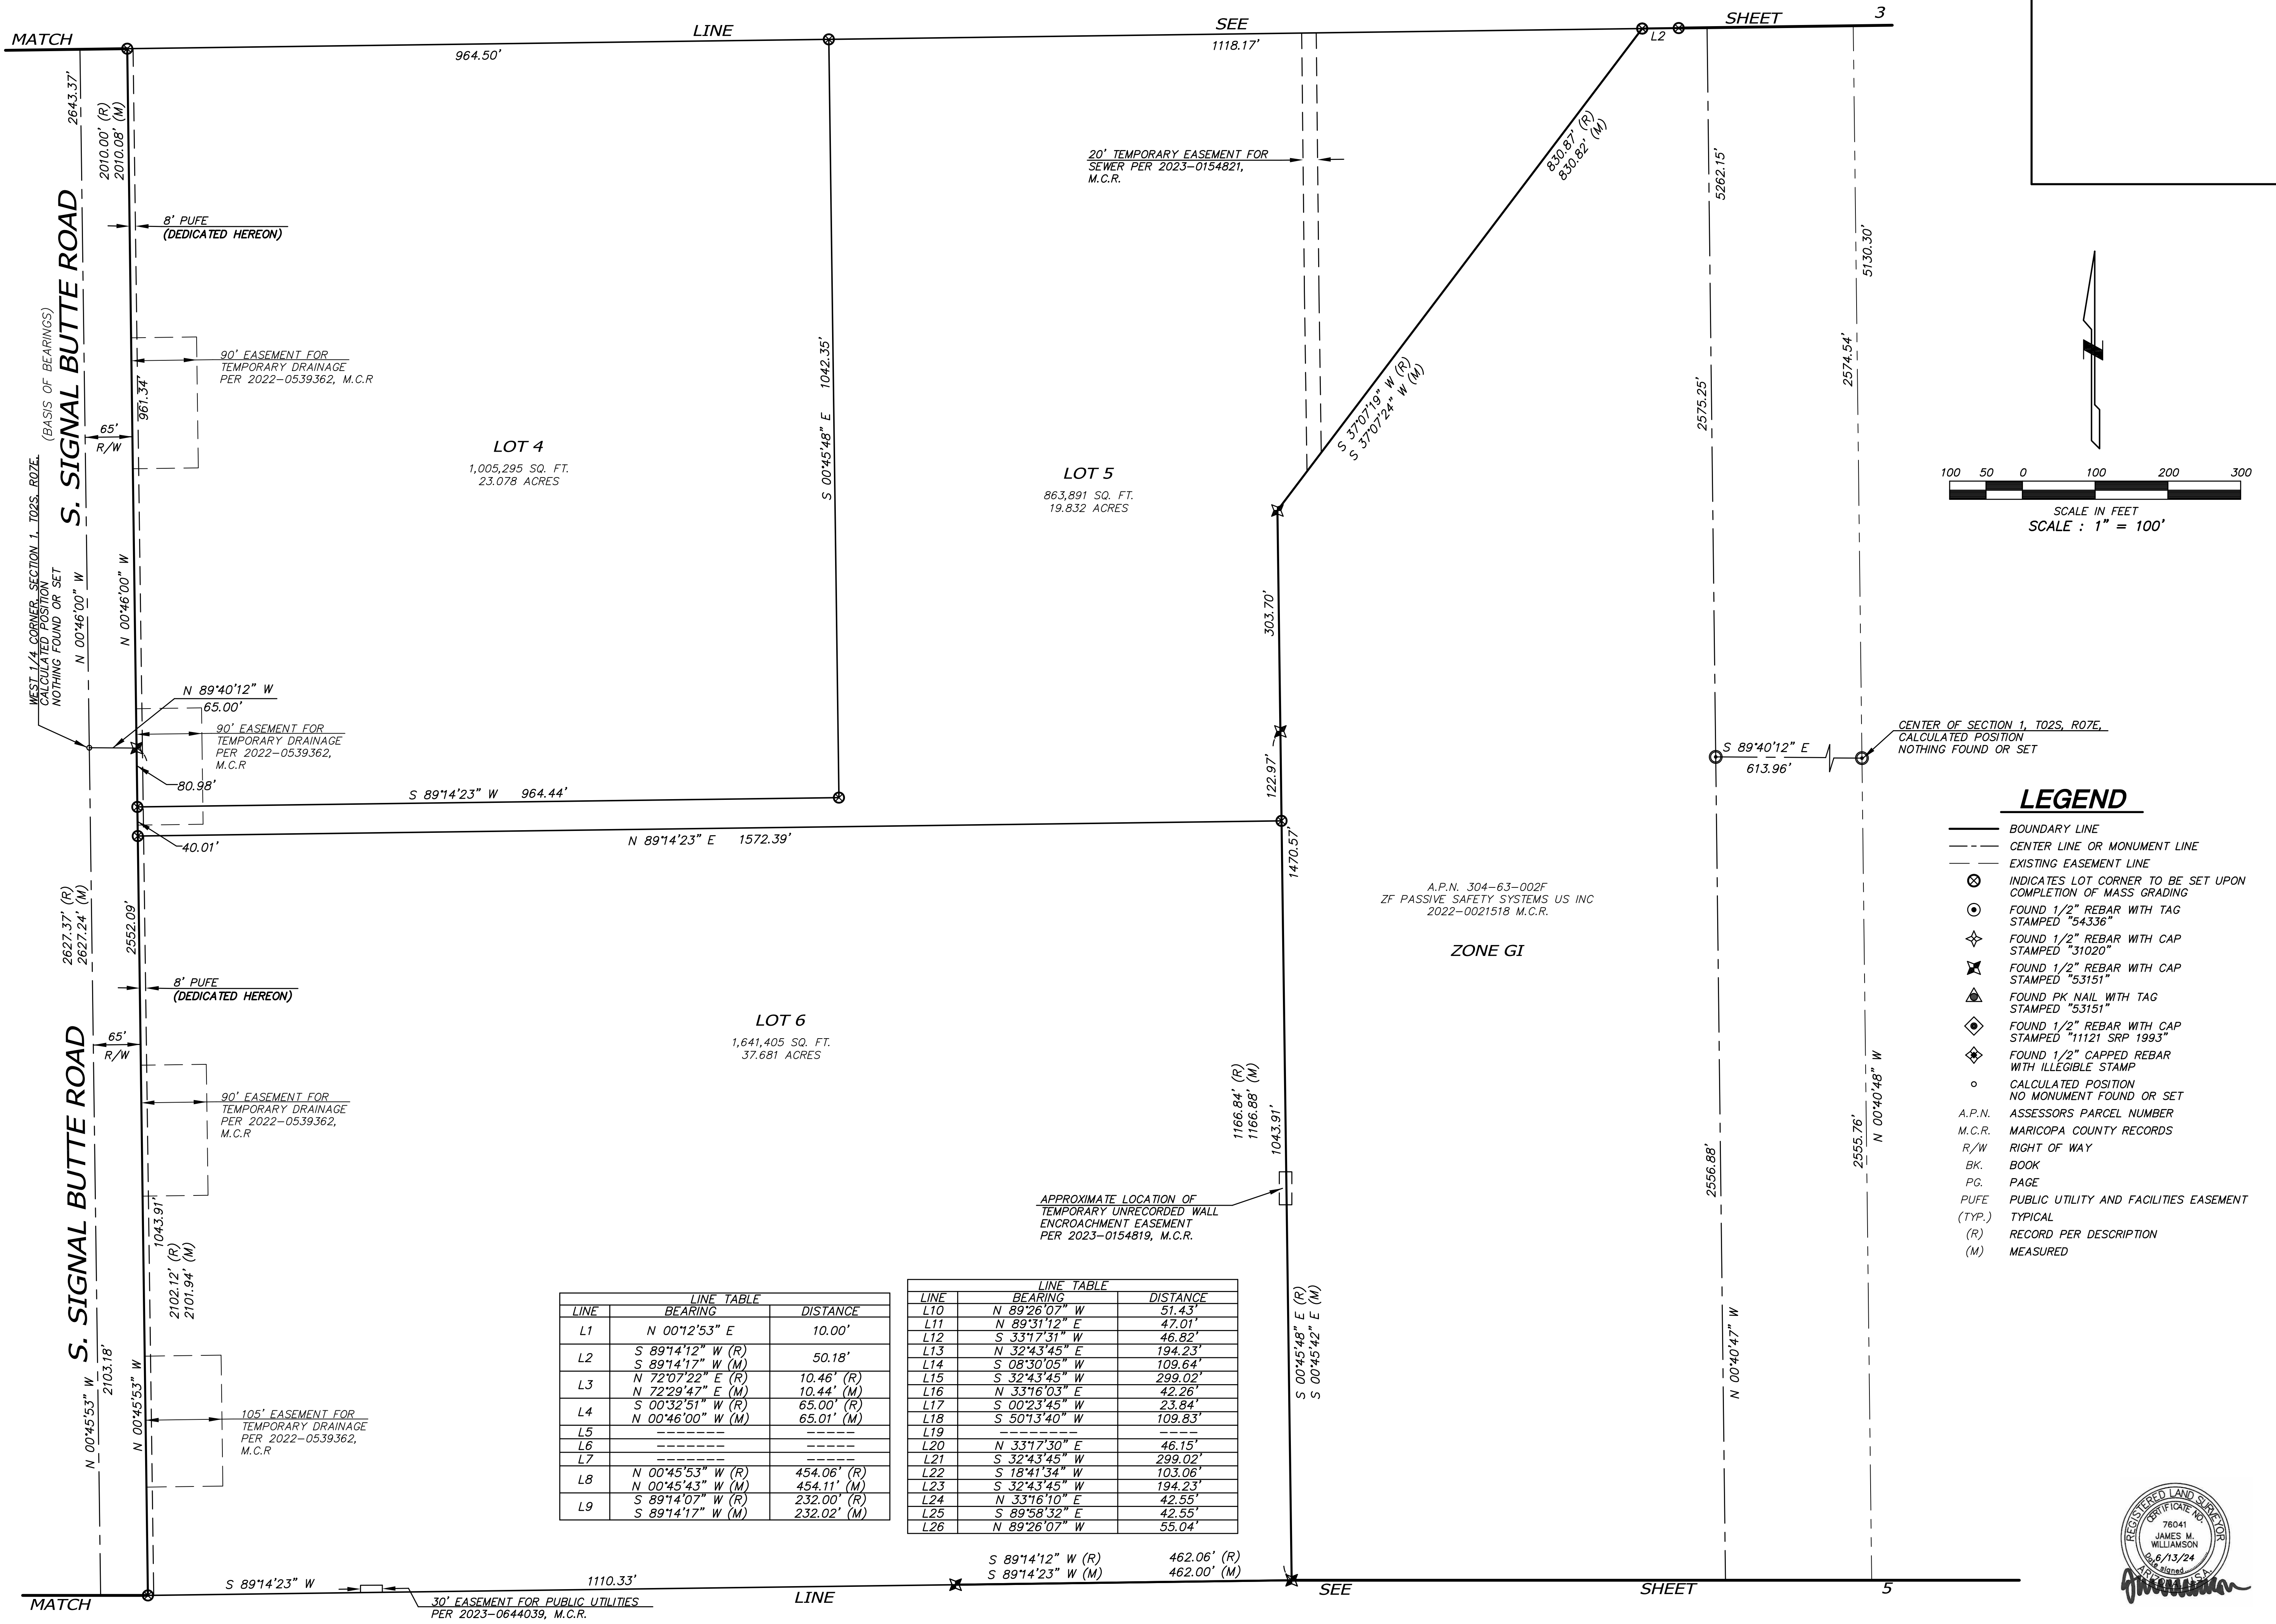 MATCH
LINE
SEE
SHEET
3
964.50'
1118.17'
L2
2643.37'
2010.00' (R)
2010.08' (M)
8' PUFE
(DEDICATED HEREON)
S. SIGNAL BUTTE ROAD
(BASIS OF BEARINGS)
20' TEMPORARY EASEMENT FOR
SEWER PER 2023-0154821,
M.C.R.
830.87' (R)
830.82' (M)
5262.15'
5130.30'
90' EASEMENT FOR
TEMPORARY DRAINAGE
PER 2022-0539362, M.C.R
961.34'
65'
R/W
LOT 4
1,005,295 SQ. FT.
23.078 ACRES
S 00°45'48" E 1042.35'
LOT 5
863,891 SQ. FT.
19.832 ACRES
S 37°07'19" W (R)
S 37°07'24" W (M)
2575.25'
2574.54'
100 50 0 100 200 300
SCALE IN FEET
SCALE : 1" = 100'
WEST 1/4 CORNER, SECTION 1, T02S, R07E,
CALCULATED POSITION
NOTHING FOUND OR SET
N 00°46'00" W
N 00°46'00" W
303.70'
N 89°40'12" W
65.00'
90' EASEMENT FOR
TEMPORARY DRAINAGE
PER 2022-0539362,
M.C.R
80.98'
S 89°14'23" W 964.44'
122.97'
S 89°40'12" E
613.96'
CENTER OF SECTION 1, T02S, R07E,
CALCULATED POSITION
NOTHING FOUND OR SET
40.01'
N 89°14'23" E 1572.39'
1470.57'
2627.37' (R)
2627.24' (M)
2552.09'
A.P.N. 304-63-002F
ZF PASSIVE SAFETY SYSTEMS US INC
2022-0021518 M.C.R.
ZONE GI
LEGEND
BOUNDARY LINE
CENTER LINE OR MONUMENT LINE
EXISTING EASEMENT LINE
INDICATES LOT CORNER TO BE SET UPON
COMPLETION OF MASS GRADING
FOUND 1/2" REBAR WITH TAG
STAMPED "54336"
FOUND 1/2" REBAR WITH CAP
STAMPED "31020"
FOUND 1/2" REBAR WITH CAP
STAMPED "53151"
FOUND PK NAIL WITH TAG
STAMPED "53151"
FOUND 1/2" REBAR WITH CAP
STAMPED "11121 SRP 1993"
FOUND 1/2" CAPPED REBAR
WITH ILLEGIBLE STAMP
CALCULATED POSITION
NO MONUMENT FOUND OR SET
A.P.N. ASSESSORS PARCEL NUMBER
M.C.R. MARICOPA COUNTY RECORDS
R/W RIGHT OF WAY
BK. BOOK
PG. PAGE
PUFE PUBLIC UTILITY AND FACILITIES EASEMENT
(TYP.) TYPICAL
(R) RECORD PER DESCRIPTION
(M) MEASURED
8' PUFE
(DEDICATED HEREON)
S. SIGNAL BUTTE ROAD
65'
R/W
LOT 6
1,641,405 SQ. FT.
37.681 ACRES
90' EASEMENT FOR
TEMPORARY DRAINAGE
PER 2022-0539362,
M.C.R
1166.84' (R)
1166.88' (M)
1043.91'
2556.88'
2555.76'
N 00°40'48" W
APPROXIMATE LOCATION OF
TEMPORARY UNRECORDED WALL
ENCROACHMENT EASEMENT
PER 2023-0154819, M.C.R.
1043.91'
2102.12' (R)
2101.94' (M)
2103.18'
N 00°45'53" W
N 00°45'53" W
105' EASEMENT FOR
TEMPORARY DRAINAGE
PER 2022-0539362,
M.C.R
S 00°45'48" E (R)
S 00°45'42" E (M)
N 00°40'47" W
LINE TABLE
LINE BEARING DISTANCE
L1 N 00°12'53" E 10.00'
L2 S 89°14'12" W (R) 50.18'
S 89°14'17" W (M)
L3 N 72°07'22" E (R) 10.46' (R)
N 72°29'47" E (M) 10.44' (M)
L4 S 00°32'51" W (R) 65.00' (R)
N 00°46'00" W (M) 65.01' (M)
L5 ------- -----
L6 ------- -----
L7 ------- -----
L8 N 00°45'53" W (R) 454.06' (R)
N 00°45'43" W (M) 454.11' (M)
L9 S 89°14'07" W (R) 232.00' (R)
S 89°14'17" W (M) 232.02' (M)
LINE TABLE
LINE BEARING DISTANCE
L10 N 89°26'07" W 51.43'
L11 N 89°31'12" E 47.01'
L12 S 33°17'31" W 46.82'
L13 N 32°43'45" E 194.23'
L14 S 08°30'05" W 109.64'
L15 S 32°43'45" W 299.02'
L16 N 33°16'03" E 42.26'
L17 S 00°23'45" W 23.84'
L18 S 50°13'40" W 109.83'
L19 -------- ----
L20 N 33°17'30" E 46.15'
L21 S 32°43'45" W 299.02'
L22 S 18°41'34" W 103.06'
L23 S 32°43'45" W 194.23'
L24 N 33°16'10" E 42.55'
L25 S 89°58'32" E 42.55'
L26 N 89°26'07" W 55.04'
S 89°14'12" W (R) 462.06' (R)
S 89°14'23" W (M) 462.00' (M)
S 89°14'23" W
1110.33'
30' EASEMENT FOR PUBLIC UTILITIES
PER 2023-0644039, M.C.R.
MATCH
LINE
SEE
SHEET
5
REGISTERED LAND SURVEYOR
CERTIFICATE NO.
76041
JAMES M.
WILLIAMSON
6/13/24
Date signed
ARIZONA U.S.A.